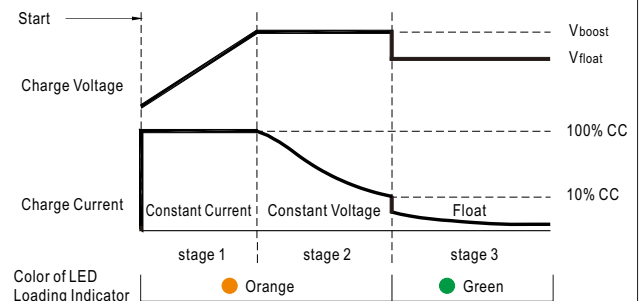 Start
Vboost
Vfloat
Charge Voltage
100% CC
10% CC
Charge Current
Constant Current
Constant Voltage
Float
stage 1
stage 2
stage 3
Color of LED
Loading Indicator
Orange
Green